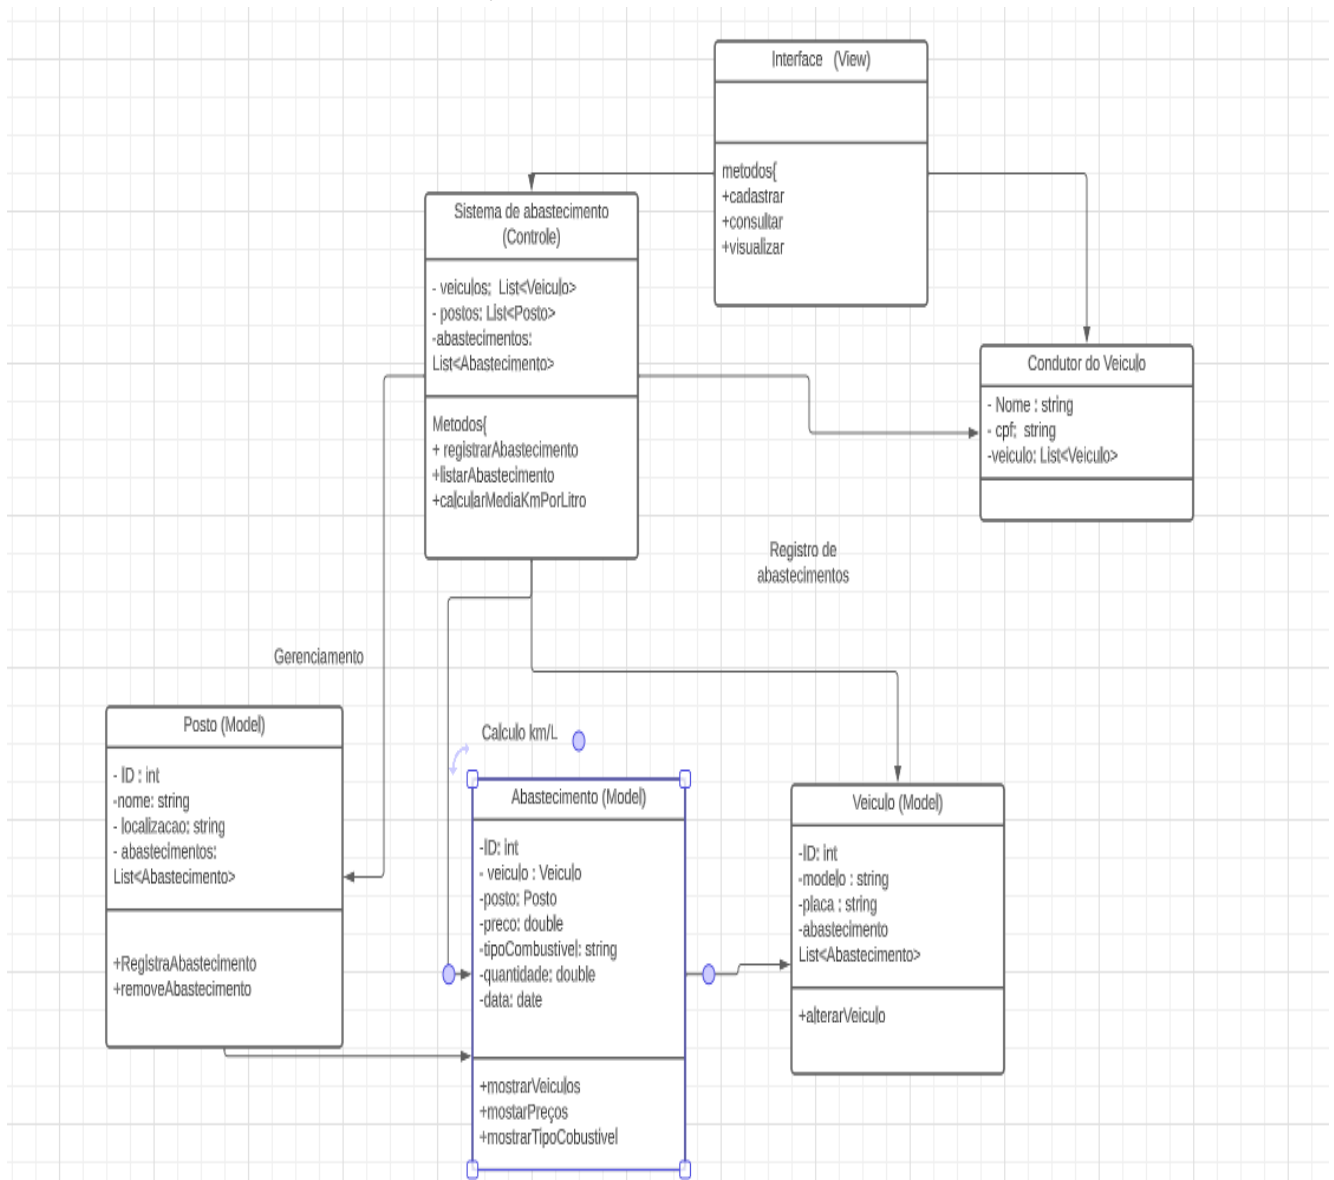 Interface (View)
metodos{
+cadastrar
+consultar
+visualizar
Sistema de abastecimento
(Controle)
- veiculos; List<Veiculo>
- postos: List<Posto>
-abastecimentos:
List<Abastecimento>
Metodos{
+ registrarAbastecimento
+listarAbastecimento
+calcularMediaKmPorLitro
Condutor do Veiculo
- Nome : string
- cpf; string
-veiculo: List<Veiculo>
Registro de
abastecimentos
Gerenciamento
Posto (Model)
- ID : int
-nome: string
- localizacao: string
- abastecimentos:
List<Abastecimento>
+RegistraAbastecimento
+removeAbastecimento
Calculo km/L
Abastecimento (Model)
-ID: int
- veiculo : Veiculo
-posto: Posto
-preco: double
-tipoCombustivel: string
-quantidade: double
-data: date
+mostrarVeiculos
+mostarPreços
+mostrarTipoCobustivel
Veiculo (Model)
-ID: int
-modelo : string
-placa : string
-abastecimento
List<Abastecimento>
+alterarVeiculo